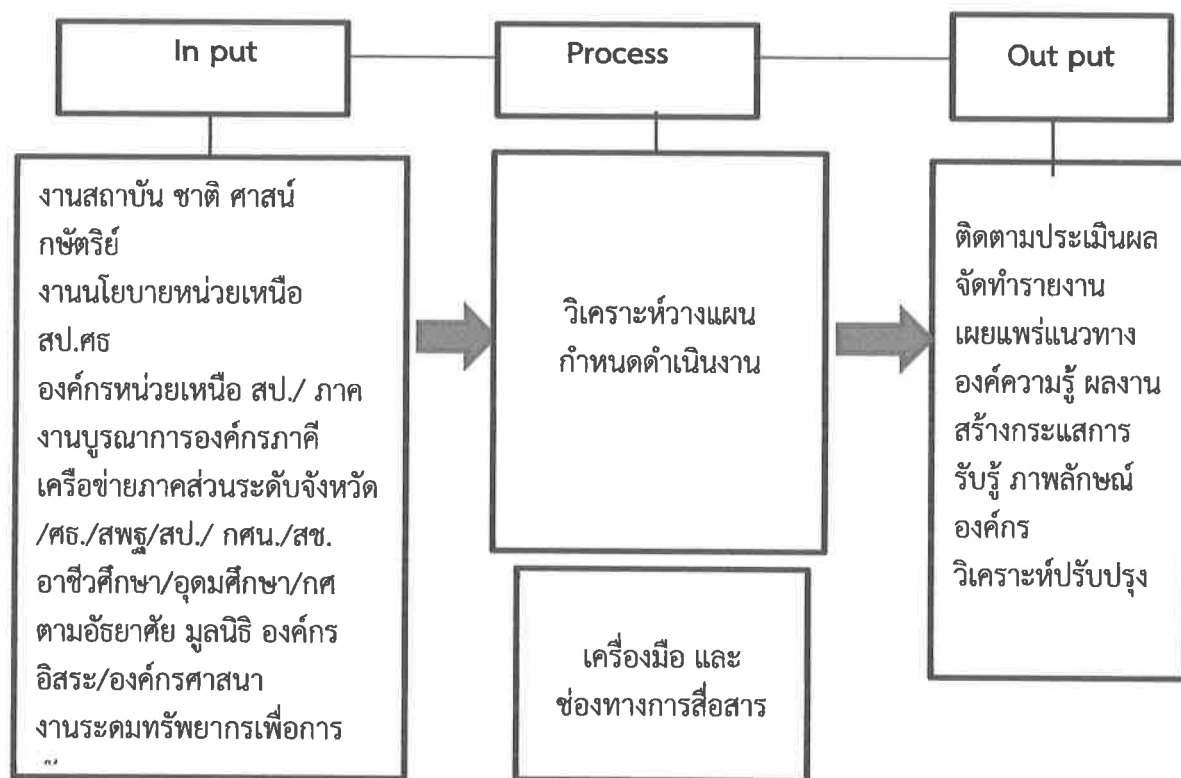 In put
Process
Out put
งานสถาบัน ชาติ ศาสน์
กษัตริย์
งานนโยบายหน่วยเหนือ
สป.ศธ
องค์กรหน่วยเหนือ สป./ ภาค
งานบูรณาการองค์กรภาคี
เครือข่ายภาคส่วนระดับจังหวัด
/ศธ./สพฐ/สป./ กศน./สช.
อาชีวศึกษา/อุดมศึกษา/กศ
ตามอัธยาศัย มูลนิธิ องค์กร
อิสระ/องค์กรศาสนา
งานระดมทรัพยากรเพื่อการ
วิเคราะห์วางแผน
กำหนดดำเนินงาน
เครื่องมือ และ
ช่องทางการสื่อสาร
ติดตามประเมินผล
จัดทำรายงาน
เผยแพร่แนวทาง
องค์ความรู้ ผลงาน
สร้างกระแสการ
รับรู้ ภาพลักษณ์
องค์กร
วิเคราะห์ปรับปรุง